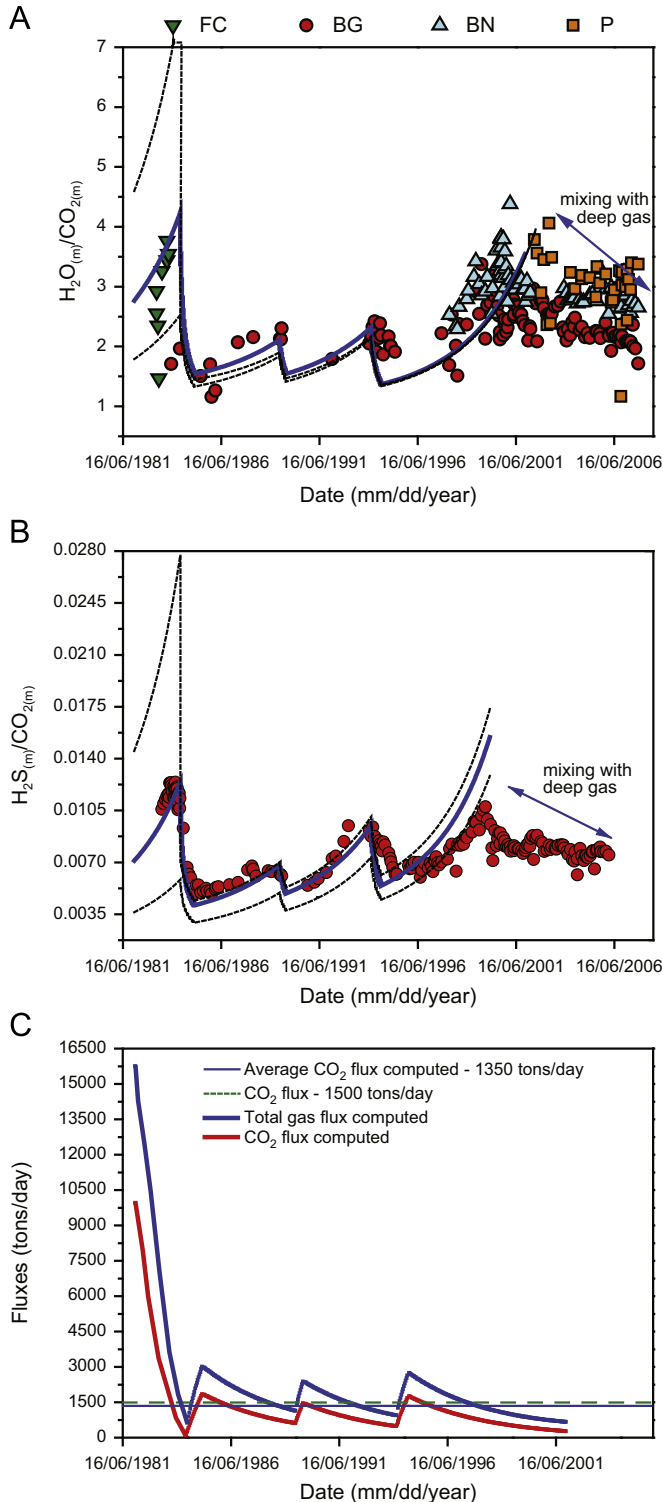 A
FC BG BN P
7
6
5
4
3
2
1
H2O(m)/CO2(m)
mixing with
deep gas
16/06/1981 16/06/1986 16/06/1991 16/06/1996 16/06/2001 16/06/2006
Date (mm/dd/year)
B
0.0280
0.0245
0.0210
0.0175
0.0140
0.0105
0.0070
0.0035
H2S(m)/CO2(m)
mixing with
deep gas
16/06/1981 16/06/1986 16/06/1991 16/06/1996 16/06/2001 16/06/2006
Date (mm/dd/year)
C
16500
15000
13500
12000
10500
9000
7500
6000
4500
3000
1500
0
Fluxes (tons/day)
Average CO2 flux computed - 1350 tons/day
CO2 flux - 1500 tons/day
Total gas flux computed
CO2 flux computed
16/06/1981 16/06/1986 16/06/1991 16/06/1996 16/06/2001
Date (mm/dd/year)